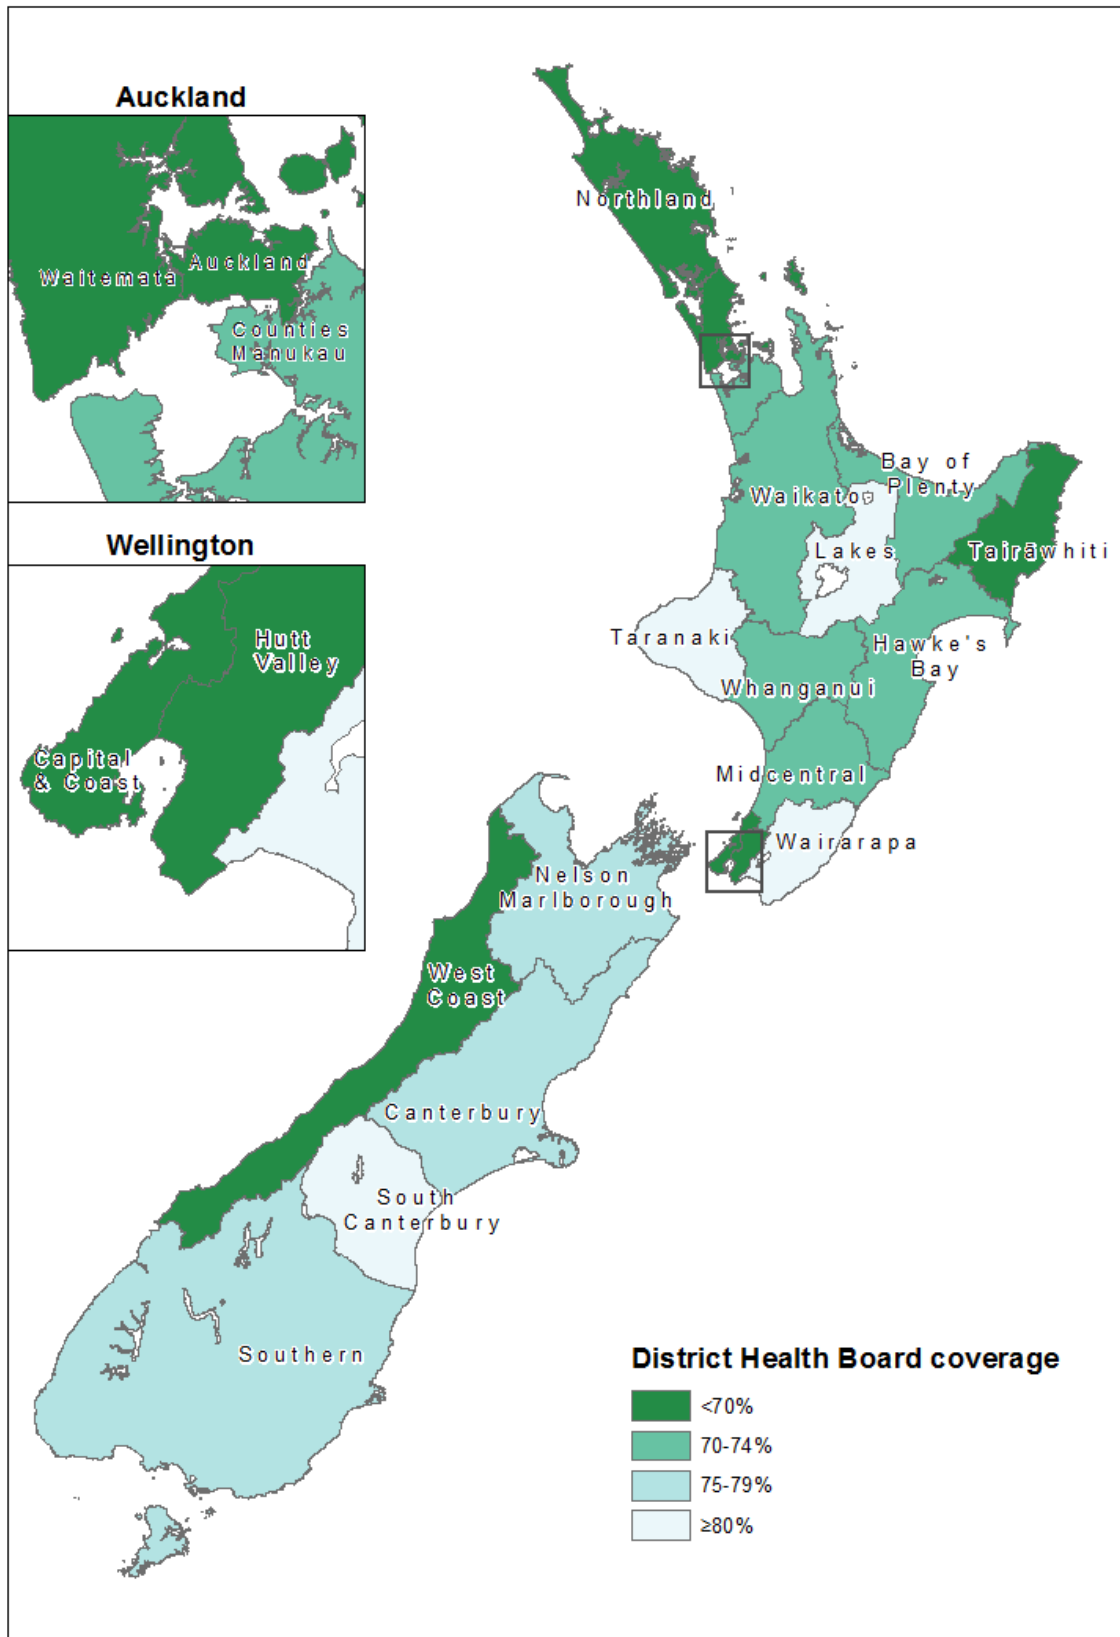 Auckland
Waitematā
Auckland
Counties
Manukau
Wellington
Hutt
Valley
Capital
& Coast
Northland
Bay of
Plenty
Waikato
Lakes
Tairāwhiti
Taranaki
Hawke's
Bay
Whanganui
Midcentral
Wairarapa
Nelson
Marlborough
West
Coast
Canterbury
South
Canterbury
Southern
District Health Board coverage
<70%
70-74%
75-79%
≥80%